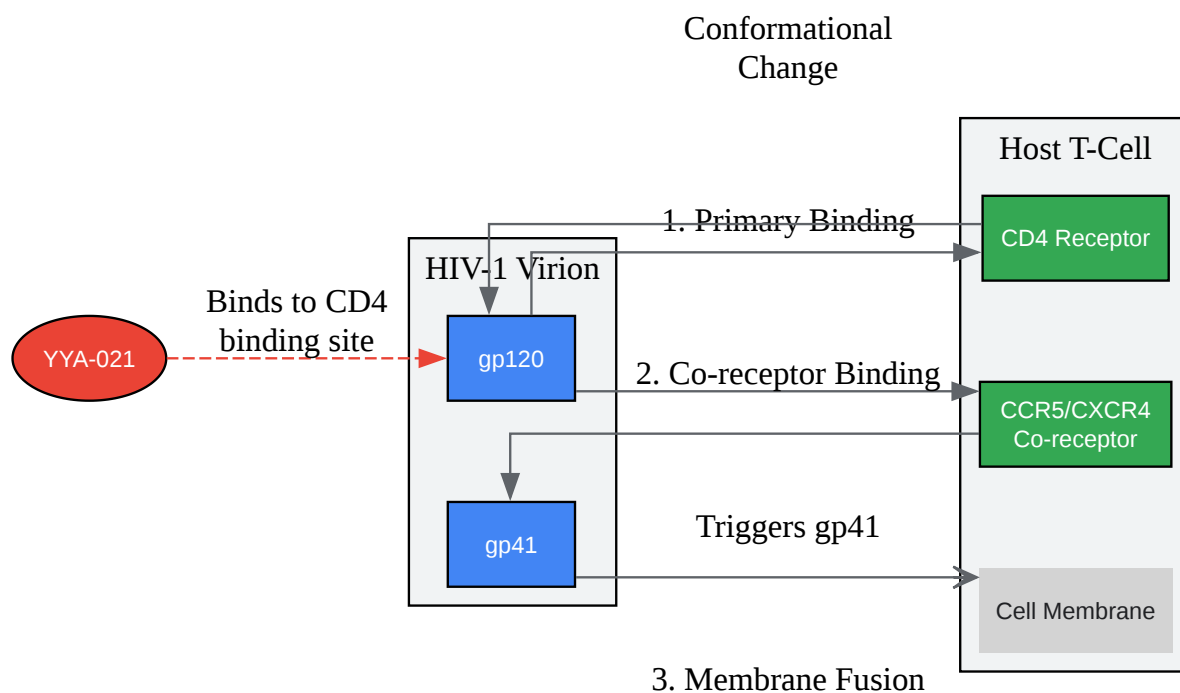 Conformational
Change
Host T-Cell
1. Primary Binding
CD4 Receptor
HIV-1 Virion
Binds to CD4
binding site
YYA-021
gp120
2. Co-receptor Binding
CCR5/CXCR4
Co-receptor
Triggers gp41
gp41
Cell Membrane
3. Membrane Fusion